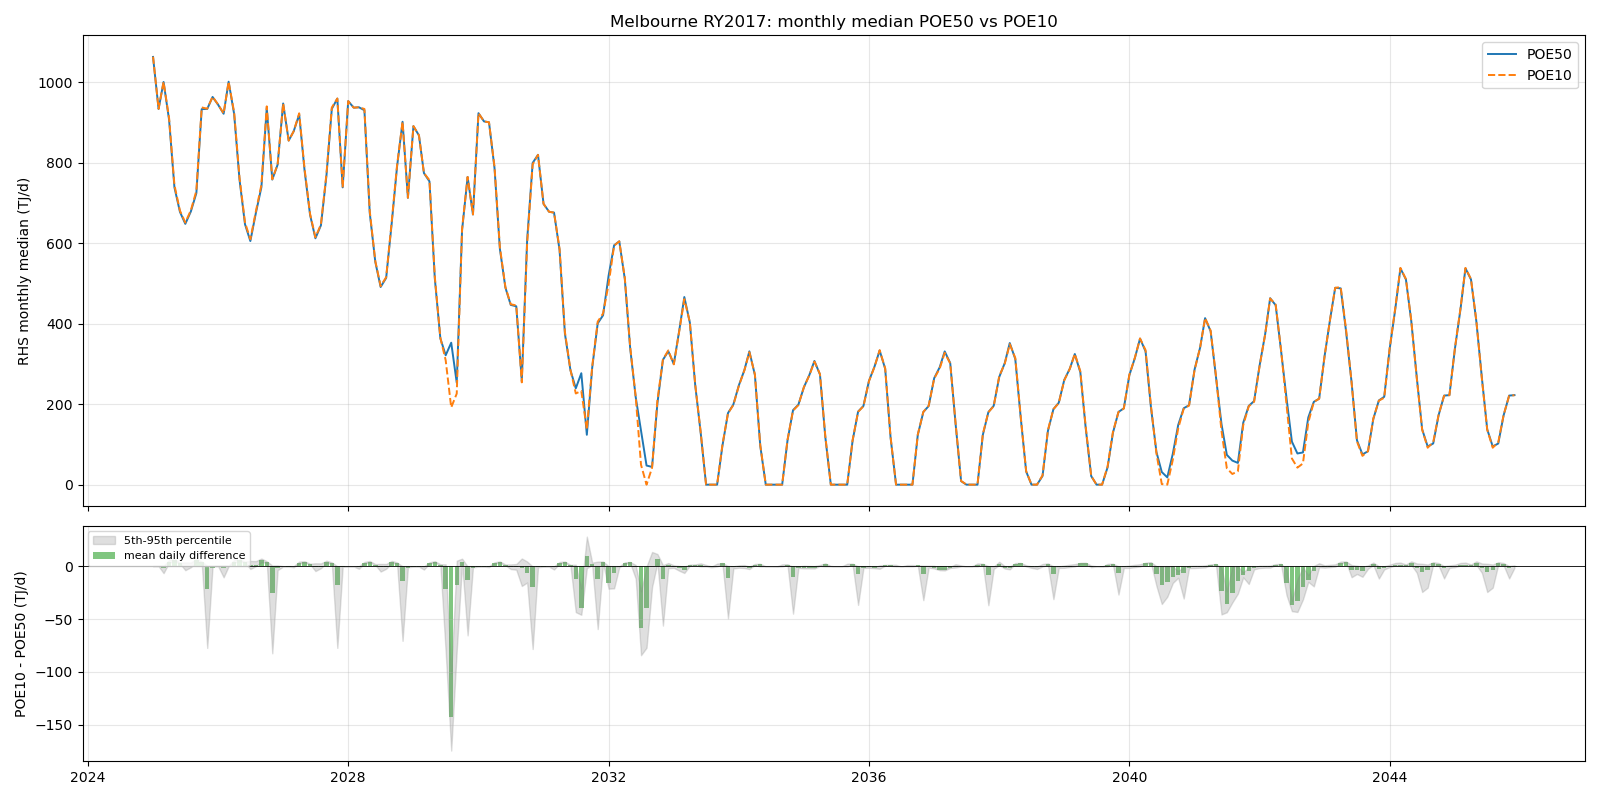 Melbourne RY2017: monthly median POE50 vs POE10
RHS monthly median (TJ/d)
1000
800
600
400
200
0
POE50
POE10
POE10 - POE50 (TJ/d)
0
−50
−100
−150
5th-95th percentile
mean daily difference
2024
2028
2032
2036
2040
2044